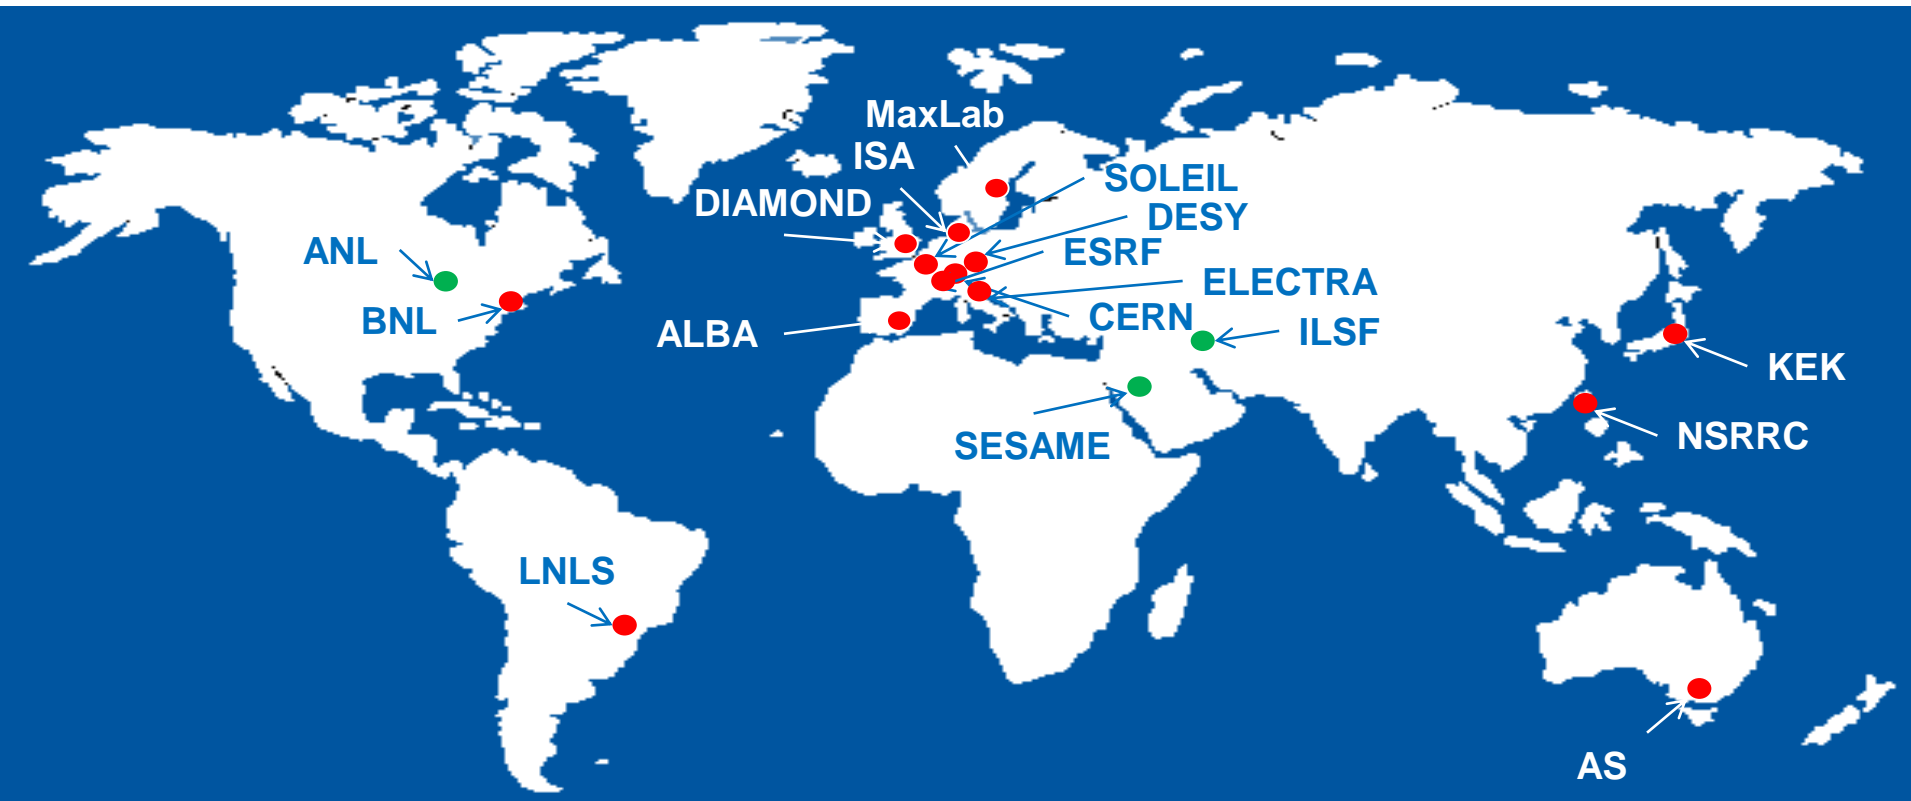 MaxLab
ISA
SOLEIL
DIAMOND
DESY
ANL
ESRF
ELECTRA
BNL
CERN
ILSF
ALBA
KEK
NSRRC
SESAME
LNLS
AS